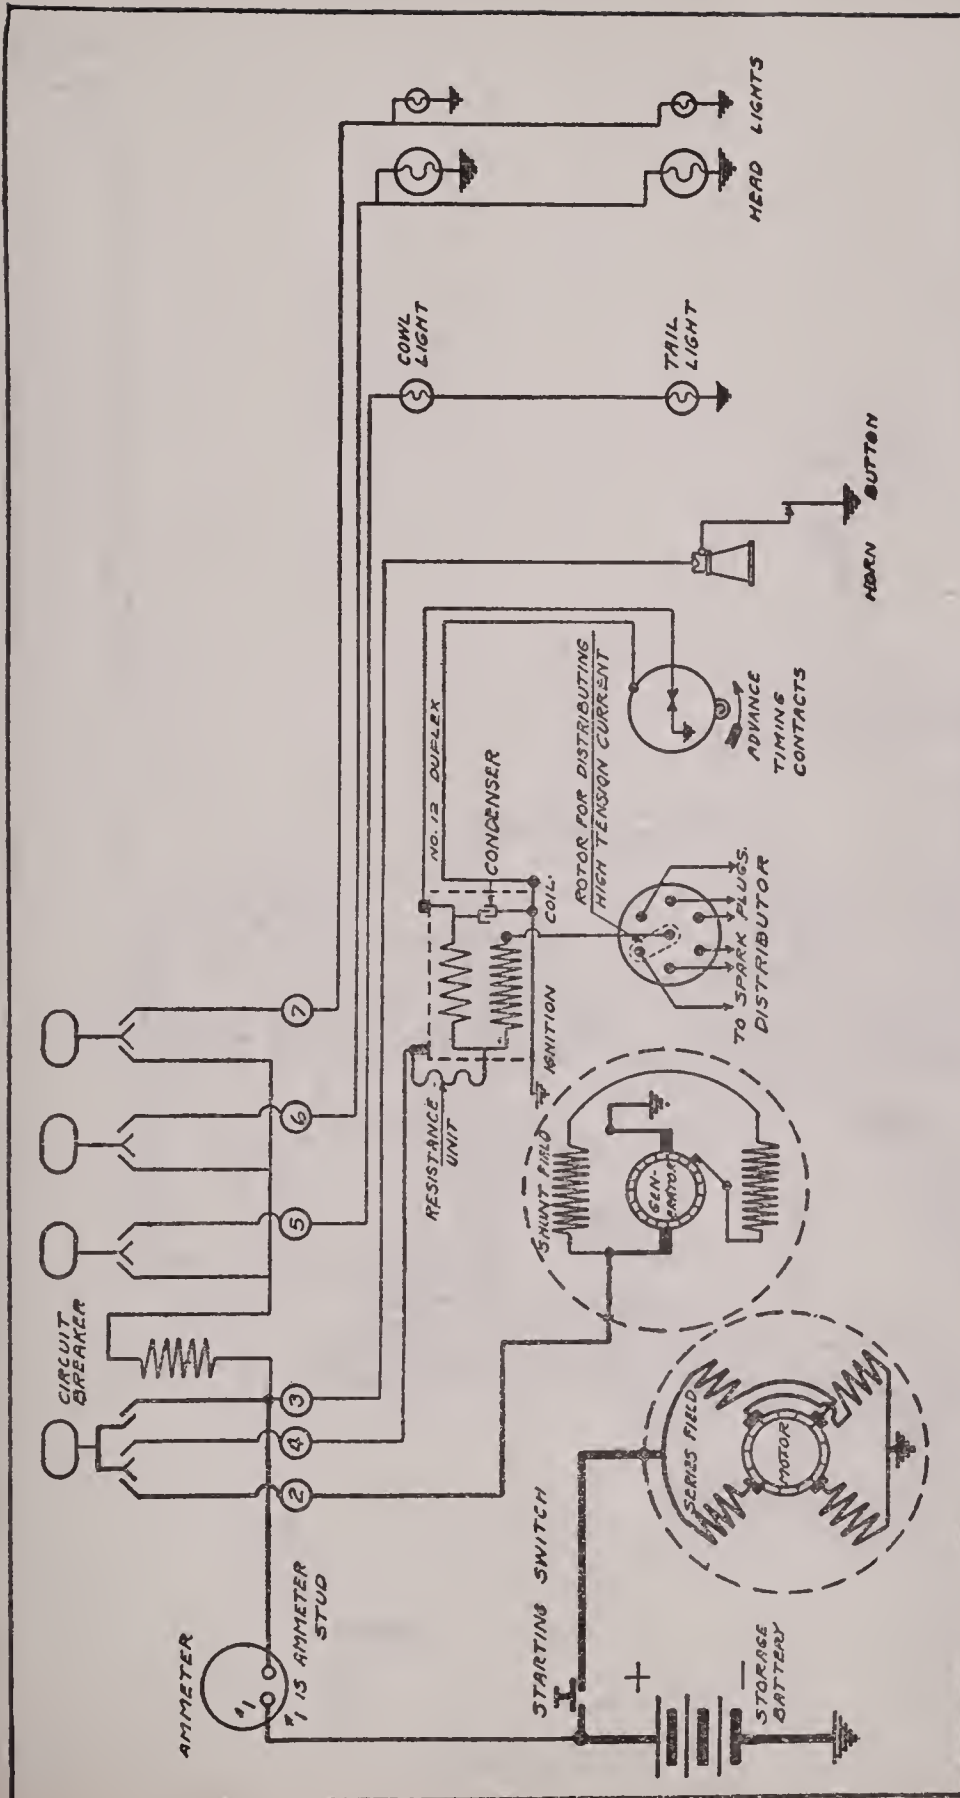 AMMETER
#1
#1 IS AMMETER
STUD
CIRCUIT
BREAKER
2
4
3
5
6
7
STARTING SWITCH
+
−
STORAGE
BATTERY
SERIES FIELD
MOTOR
SHUNT FIELD
GEN-
ERATOR
RESISTANCE-
UNIT
IGNITION
COIL.
NO. 12 DUPLEX
CONDENSER
ROTOR FOR DISTRIBUTING
HIGH TENSION CURRENT
TO SPARK PLUGS.
DISTRIBUTOR
ADVANCE
TIMING
CONTACTS
HORN BUTTON
COWL
LIGHT
TAIL
LIGHT
HEAD LIGHTS